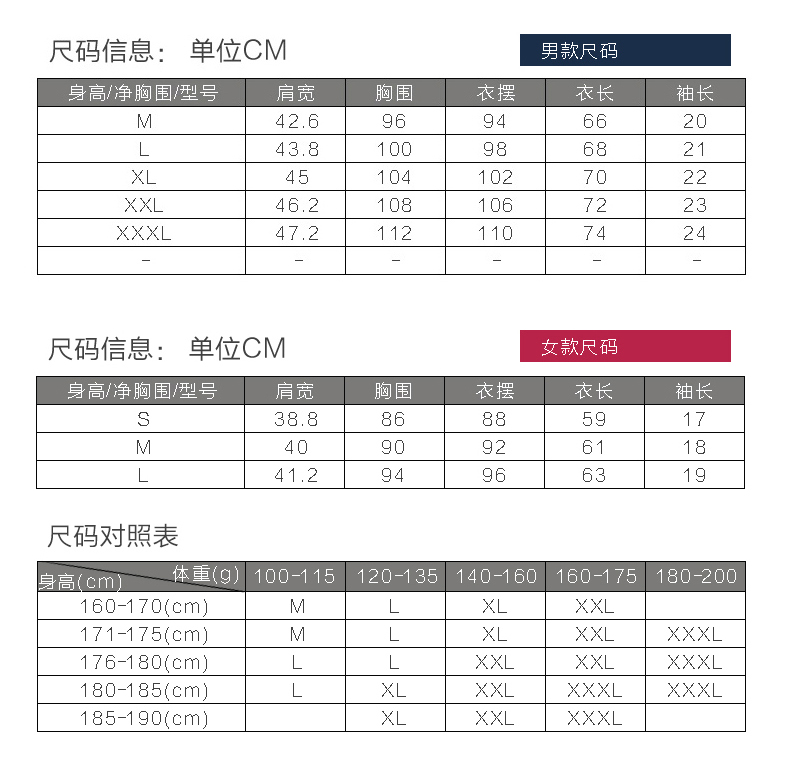 尺码信息： 单位CM 男款尺码
身高/净胸围/型号 肩宽 胸围 衣摆 衣长 袖长
M 42.6 96 94 66 20
L 43.8 100 98 68 21
XL 45 104 102 70 22
XXL 46.2 108 106 72 23
XXXL 47.2 112 110 74 24
- - - - - -
尺码信息： 单位CM 女款尺码
身高/净胸围/型号 肩宽 胸围 衣摆 衣长 袖长
S 38.8 86 88 59 17
M 40 90 92 61 18
L 41.2 94 96 63 19
尺码对照表
身高(cm) 体重(g) 100-115 120-135 140-160 160-175 180-200
160-170(cm) M L XL XXL
171-175(cm) M L XL XXL XXXL
176-180(cm) L L XXL XXL XXXL
180-185(cm) L XL XXL XXXL XXXL
185-190(cm) XL XXL XXXL